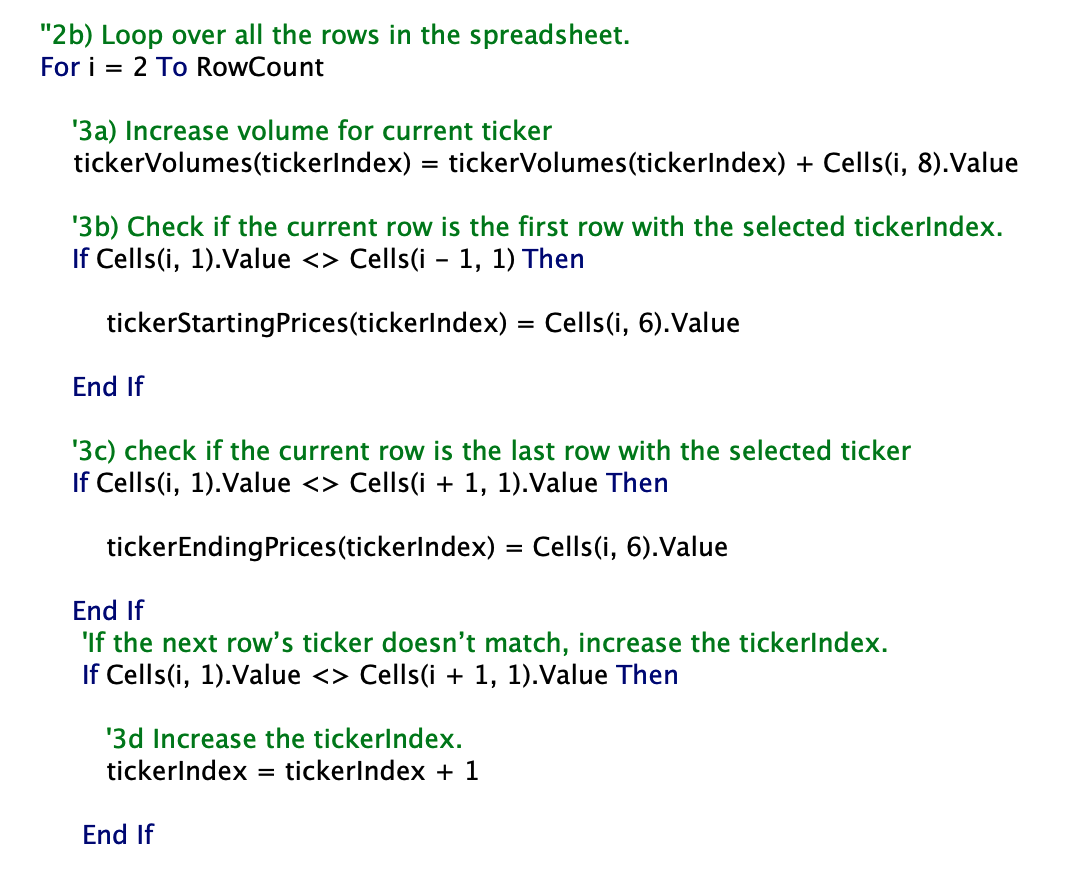 "2b) Loop over all the rows in the spreadsheet.
For i = 2 To RowCount
'3a) Increase volume for current ticker
tickerVolumes(tickerIndex) = tickerVolumes(tickerIndex) + Cells(i, 8).Value
'3b) Check if the current row is the first row with the selected tickerIndex.
If Cells(i, 1).Value <> Cells(i - 1, 1) Then
tickerStartingPrices(tickerIndex) = Cells(i, 6).Value
End If
'3c) check if the current row is the last row with the selected ticker
If Cells(i, 1).Value <> Cells(i + 1, 1).Value Then
tickerEndingPrices(tickerIndex) = Cells(i, 6).Value
End If
'If the next row’s ticker doesn’t match, increase the tickerIndex.
If Cells(i, 1).Value <> Cells(i + 1, 1).Value Then
'3d Increase the tickerIndex.
tickerIndex = tickerIndex + 1
End If